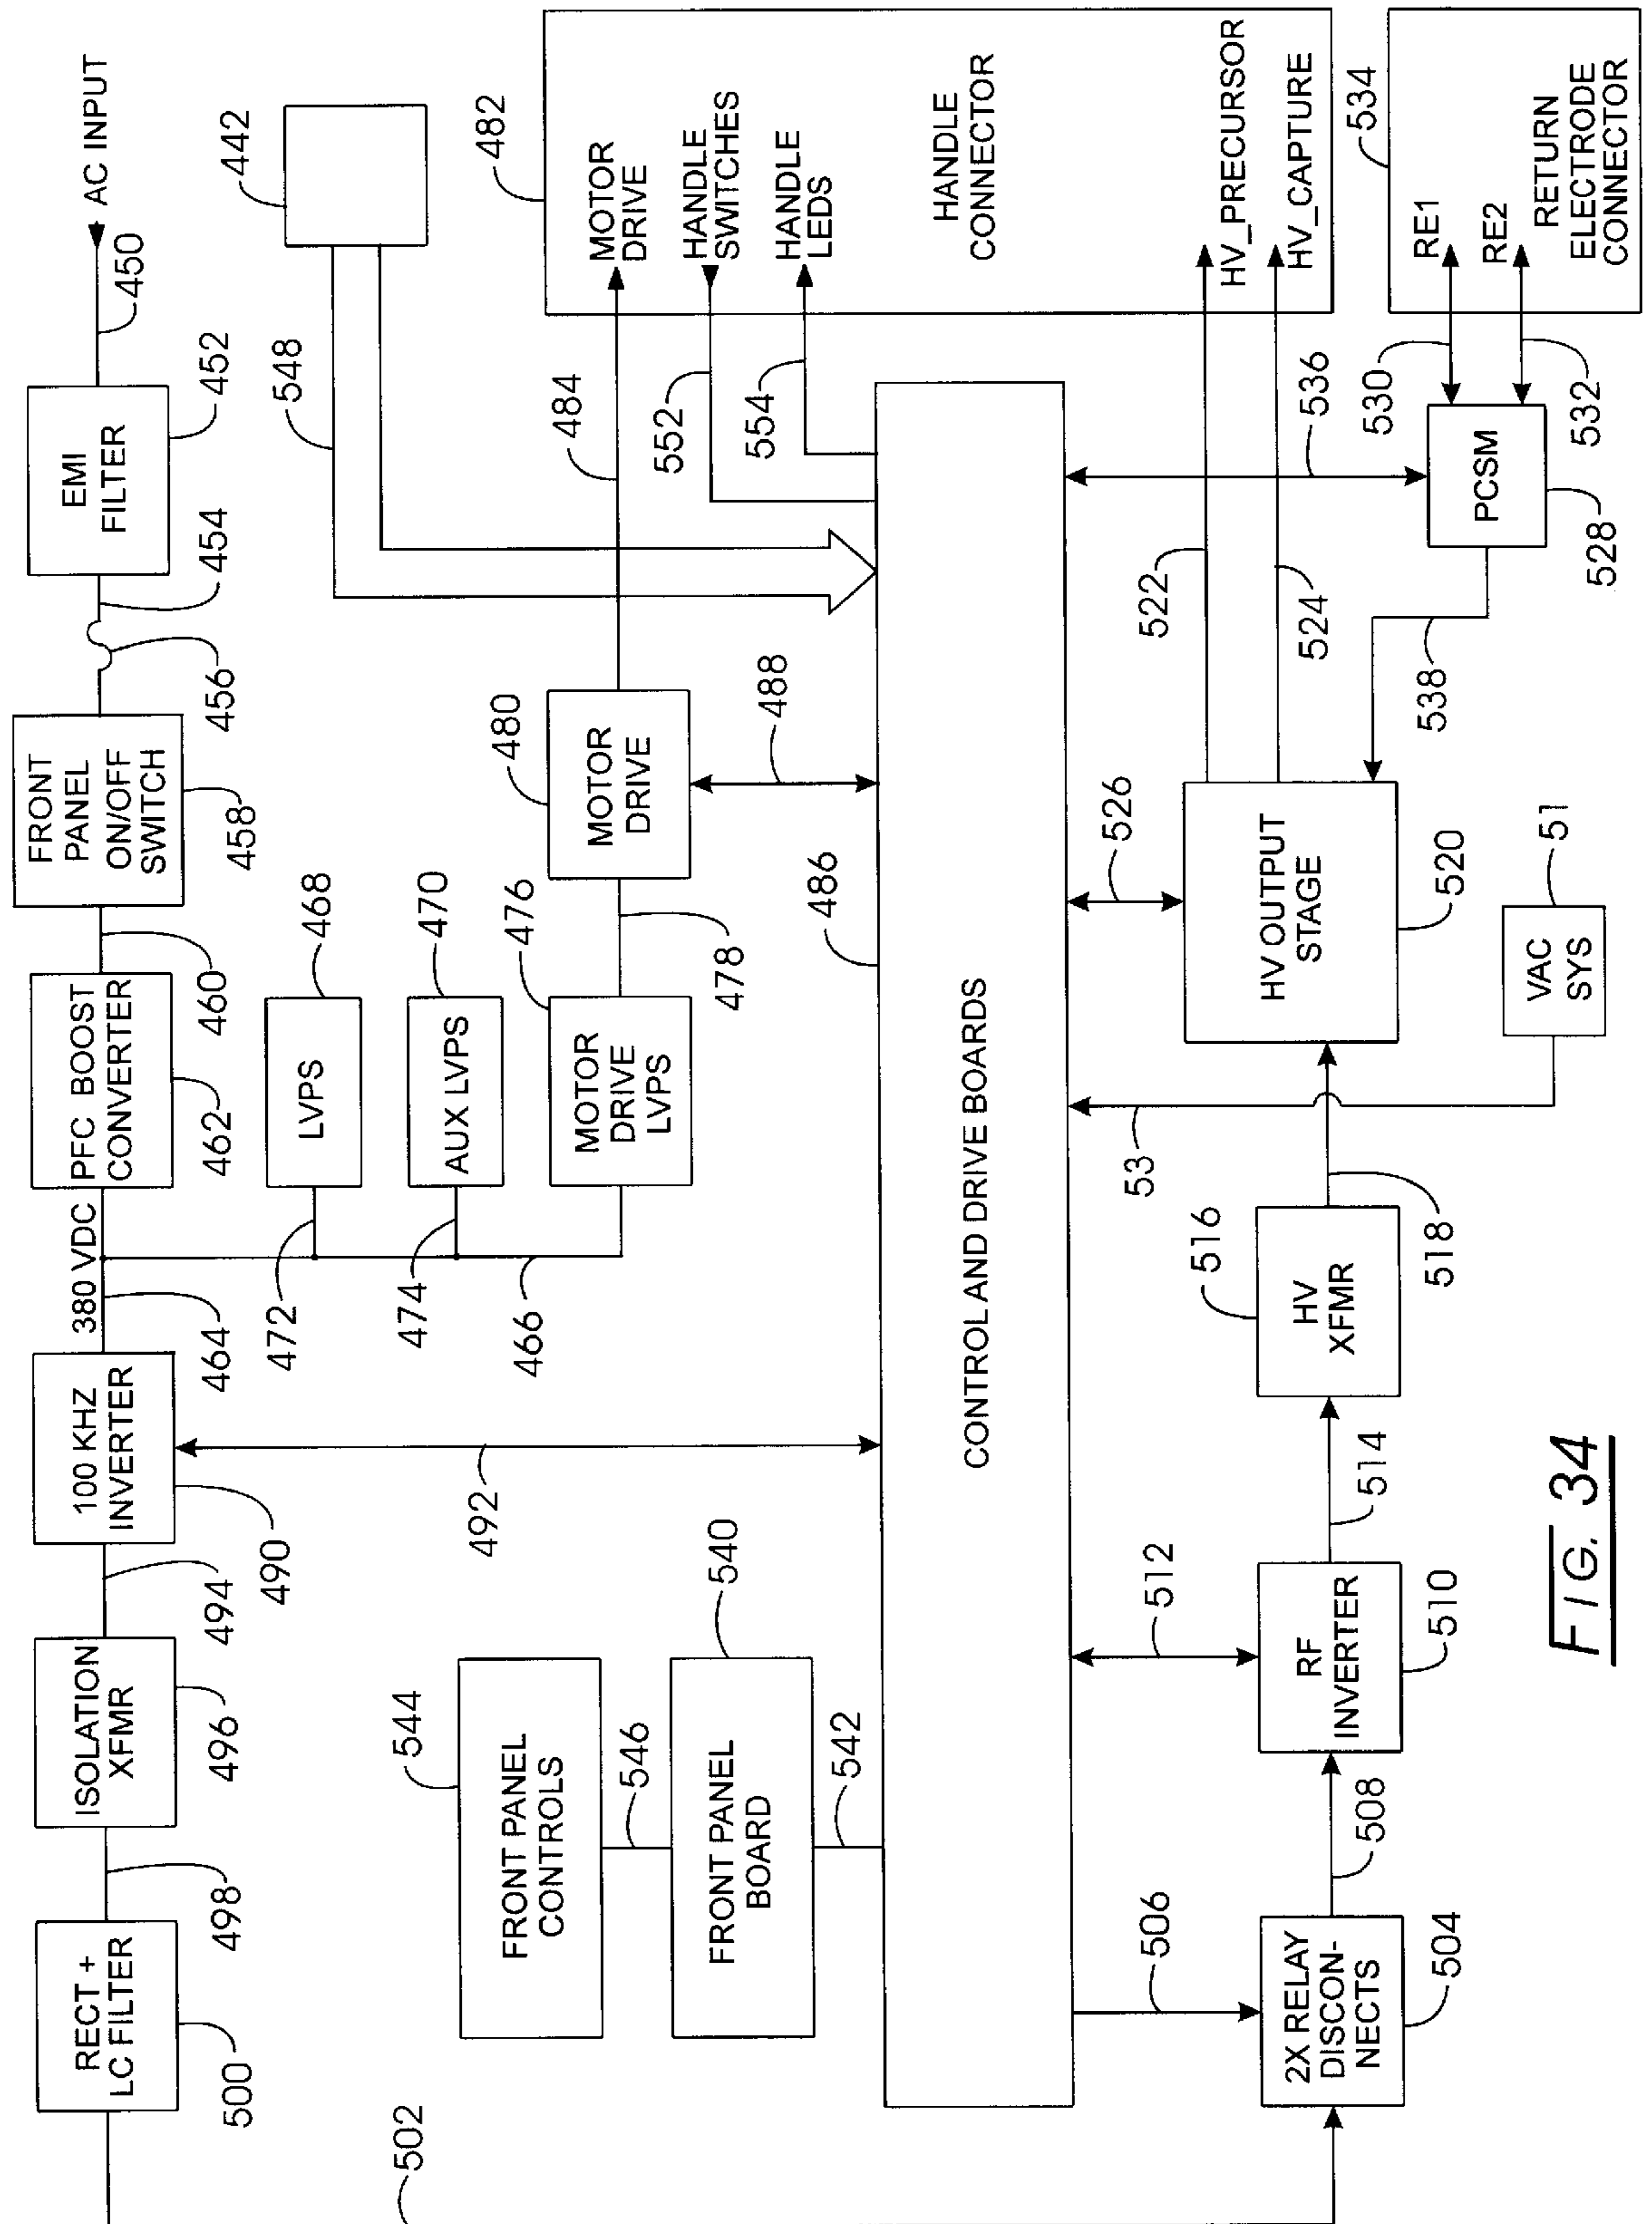 AC INPUT
450
EMI
FILTER
452
454
456
FRONT
PANEL
ON/OFF
SWITCH
458
460
PFC BOOST
CONVERTER
462
380 VDC
464
100 KHZ
INVERTER
490
494
ISOLATION
XFMR
496
498
RECT +
LC FILTER
500
502
442
548
LVPS
468
472
AUX LVPS
470
474
466
MOTOR
DRIVE
LVPS
476
478
MOTOR
DRIVE
480
484
488
482
MOTOR
DRIVE
HANDLE
SWITCHES
HANDLE
LEDS
HANDLE
CONNECTOR
HV_PRECURSOR
HV_CAPTURE
552
554
492
486
CONTROL AND DRIVE BOARDS
FRONT PANEL
CONTROLS
544
546
FRONT PANEL
BOARD
540
542
506
2X RELAY
DISCON-
NECTS
504
508
512
RF
INVERTER
510
514
HV
XFMR
516
518
53
526
HV OUTPUT
STAGE
520
VAC
SYS
51
522
524
538
536
PCSM
528
530
532
534
RE1
RE2
RETURN
ELECTRODE
CONNECTOR
FIG. 34